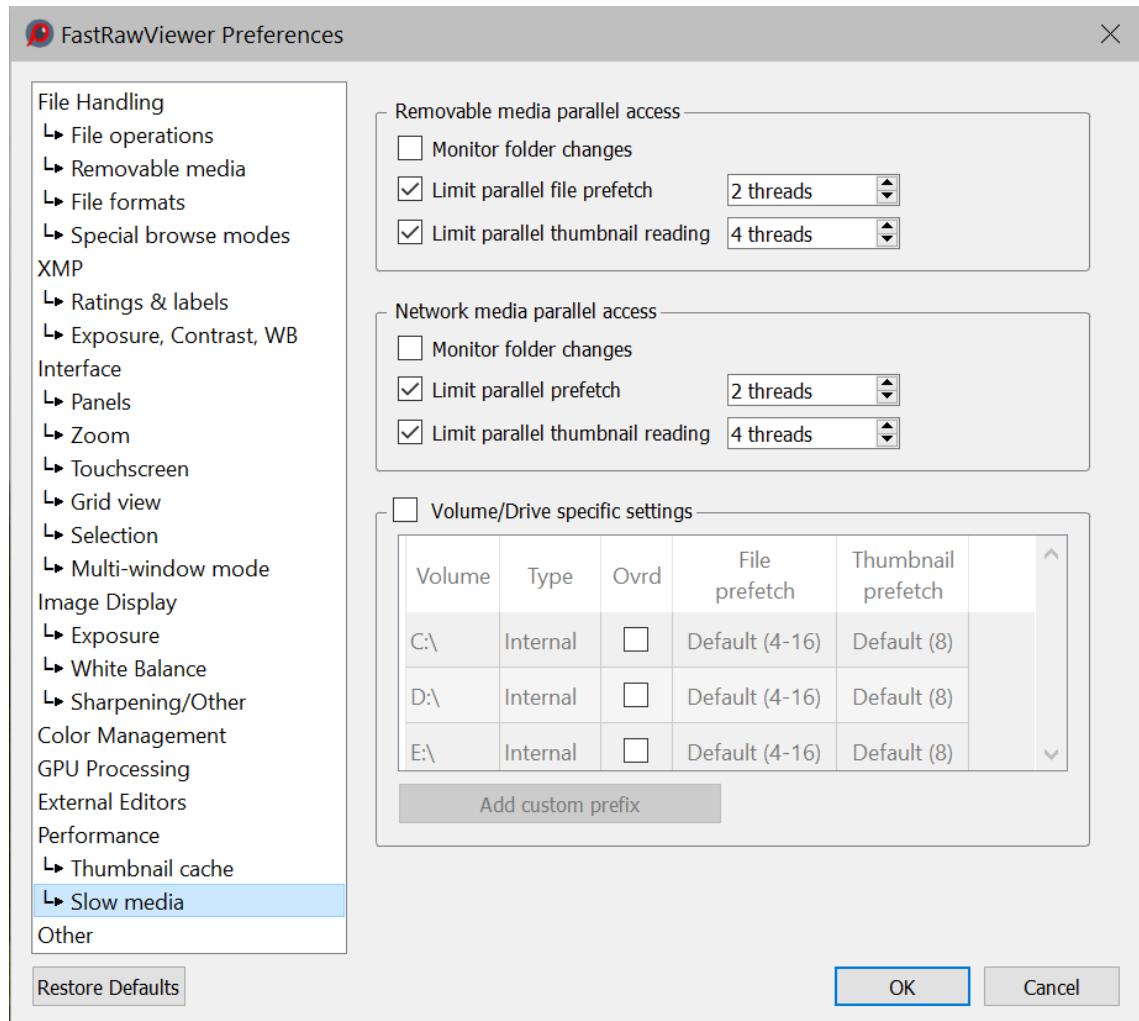 FastRawViewer Preferences
File Handling
File operations
Removable media
File formats
Special browse modes
XMP
Ratings & labels
Exposure, Contrast, WB
Interface
Panels
Zoom
Touchscreen
Grid view
Selection
Multi-window mode
Image Display
Exposure
White Balance
Sharpening/Other
Color Management
GPU Processing
External Editors
Performance
Thumbnail cache
Slow media
Other
Restore Defaults
Removable media parallel access
Monitor folder changes
Limit parallel file prefetch 2 threads
Limit parallel thumbnail reading 4 threads
Network media parallel access
Monitor folder changes
Limit parallel prefetch 2 threads
Limit parallel thumbnail reading 4 threads
Volume/Drive specific settings
Volume Type Ovrd File prefetch Thumbnail prefetch
C:\ Internal Default (4-16) Default (8)
D:\ Internal Default (4-16) Default (8)
E:\ Internal Default (4-16) Default (8)
Add custom prefix
OK Cancel